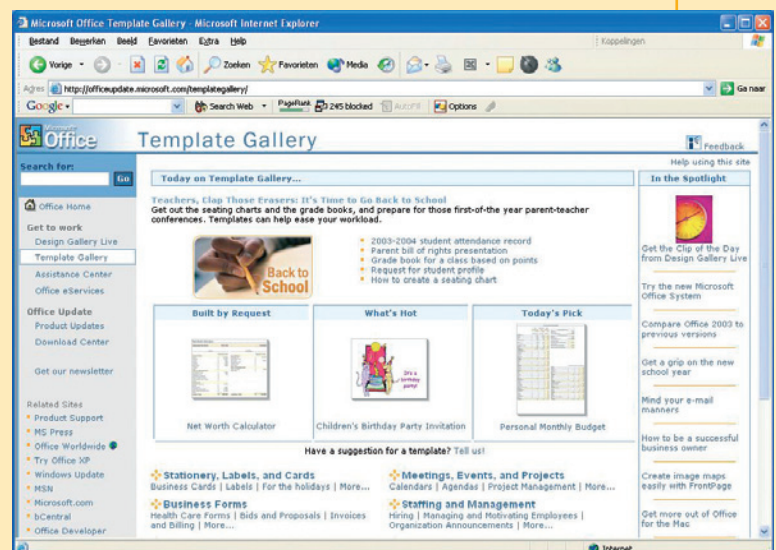 Microsoft Office Template Gallery - Microsoft Internet Explorer
Bestand Bewerken Beeld Favorieten Extra Help
Koppelingen
Vorige Zoeken Favorieten Media
Adres http://officeupdate.microsoft.com/templategallery/ Ga naar
Google Search Web PageRank 245 blocked AutoFill Options
Microsoft
Office
Template Gallery
Feedback
Help using this site
Search for:
Go
Office Home
Get to work
Design Gallery Live
Template Gallery
Assistance Center
Office eServices
Office Update
Product Updates
Download Center
Get our newsletter
Related Sites
Product Support
MS Press
Office Worldwide
Try Office XP
Windows Update
MSN
Microsoft.com
bCentral
Office Developer
Today on Template Gallery...
Teachers, Clap Those Erasers: It's Time to Go Back to School
Get out the seating charts and the grade books, and prepare for those first-of-the year parent-teacher
conferences. Templates can help ease your workload.
Back to
School
2003-2004 student attendance record
Parent bill of rights presentation
Grade book for a class based on points
Request for student profile
How to create a seating chart
Built by Request
Net Worth Calculator
What's Hot
It's a
birthday
party!
Children's Birthday Party Invitation
Today's Pick
Personal Monthly Budget
Have a suggestion for a template? Tell us!
Stationery, Labels, and Cards
Business Cards | Labels | For the holidays | More...
Meetings, Events, and Projects
Calendars | Agendas | Project Management | More...
Business Forms
Health Care Forms | Bids and Proposals | Invoices
and Billing | More...
Staffing and Management
Hiring | Managing and Motivating Employees |
Organization Announcements | More...
In the Spotlight
Get the Clip of the Day
from Design Gallery Live
Try the new Microsoft
Office System
Compare Office 2003 to
previous versions
Get a grip on the new
school year
Mind your e-mail
manners
How to be a successful
business owner
Create image maps
easily with FrontPage
Get more out of Office
for the Mac
Internet